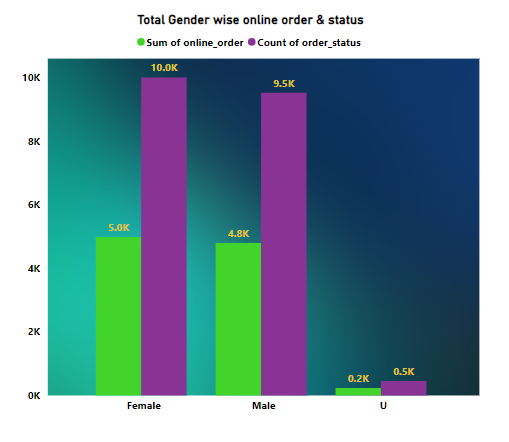 Total Gender wise online order & status
Sum of online_order Count of order_status
10K
8K
6K
4K
2K
0K
5.0K
10.0K
4.8K
9.5K
0.2K
0.5K
Female Male U